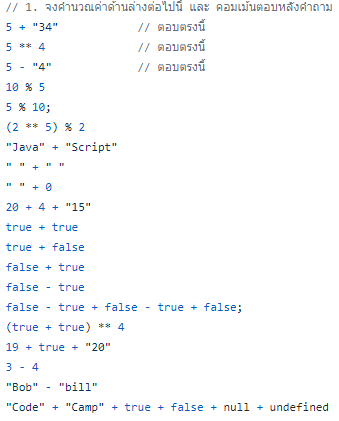 // 1. จงคำนวณค่าด้านล่างต่อไปนี้ และ คอมเม้นตอบหลังคำถาม
5 + "34" // ตอบตรงนี้
5 ** 4 // ตอบตรงนี้
5 - "4" // ตอบตรงนี้
10 % 5
5 % 10;
(2 ** 5) % 2
"Java" + "Script"
" " + " "
" " + 0
20 + 4 + "15"
true + true
true + false
false + true
false - true
false - true + false - true + false;
(true + true) ** 4
19 + true + "20"
3 - 4
"Bob" - "bill"
"Code" + "Camp" + true + false + null + undefined